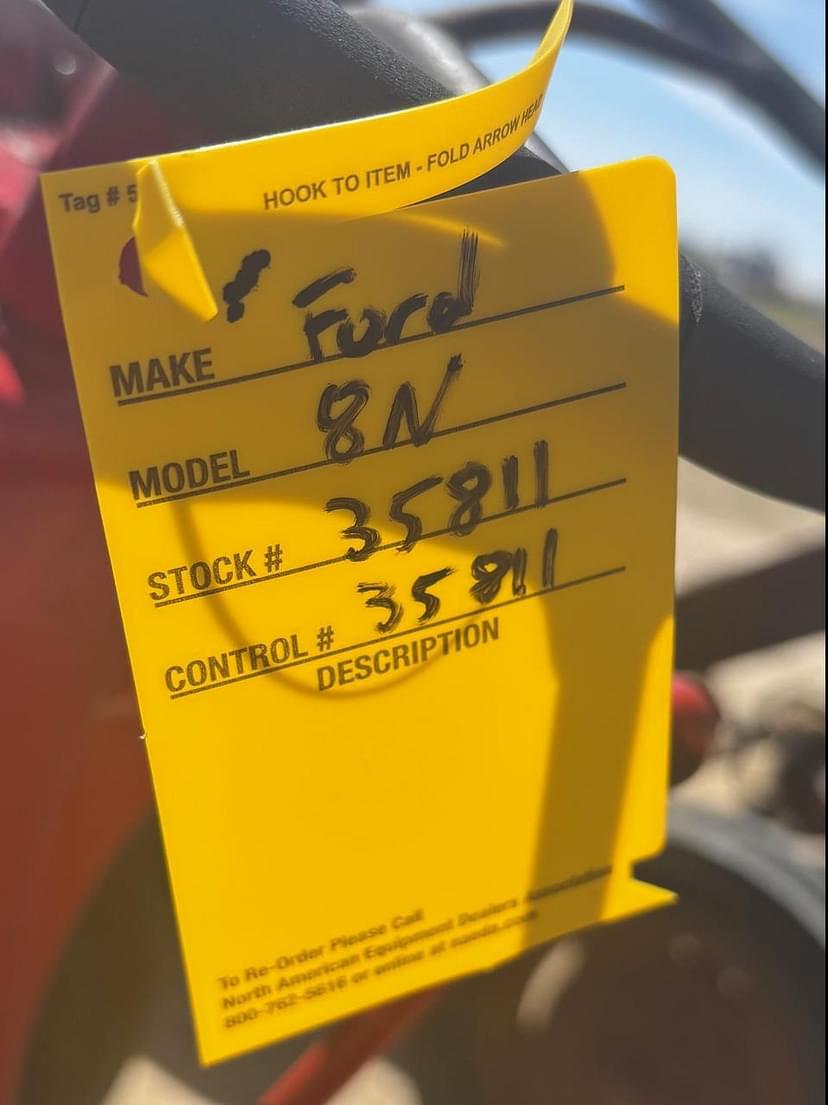 HOOK TO ITEM - FOLD ARROW HEAD
Tag # 5
MAKE Ford
MODEL 8N
STOCK # 35811
CONTROL # 35811
DESCRIPTION
To Re-Order Please Call
North American Equipment Dealers Association
800-762-5616 or online at naeda.com